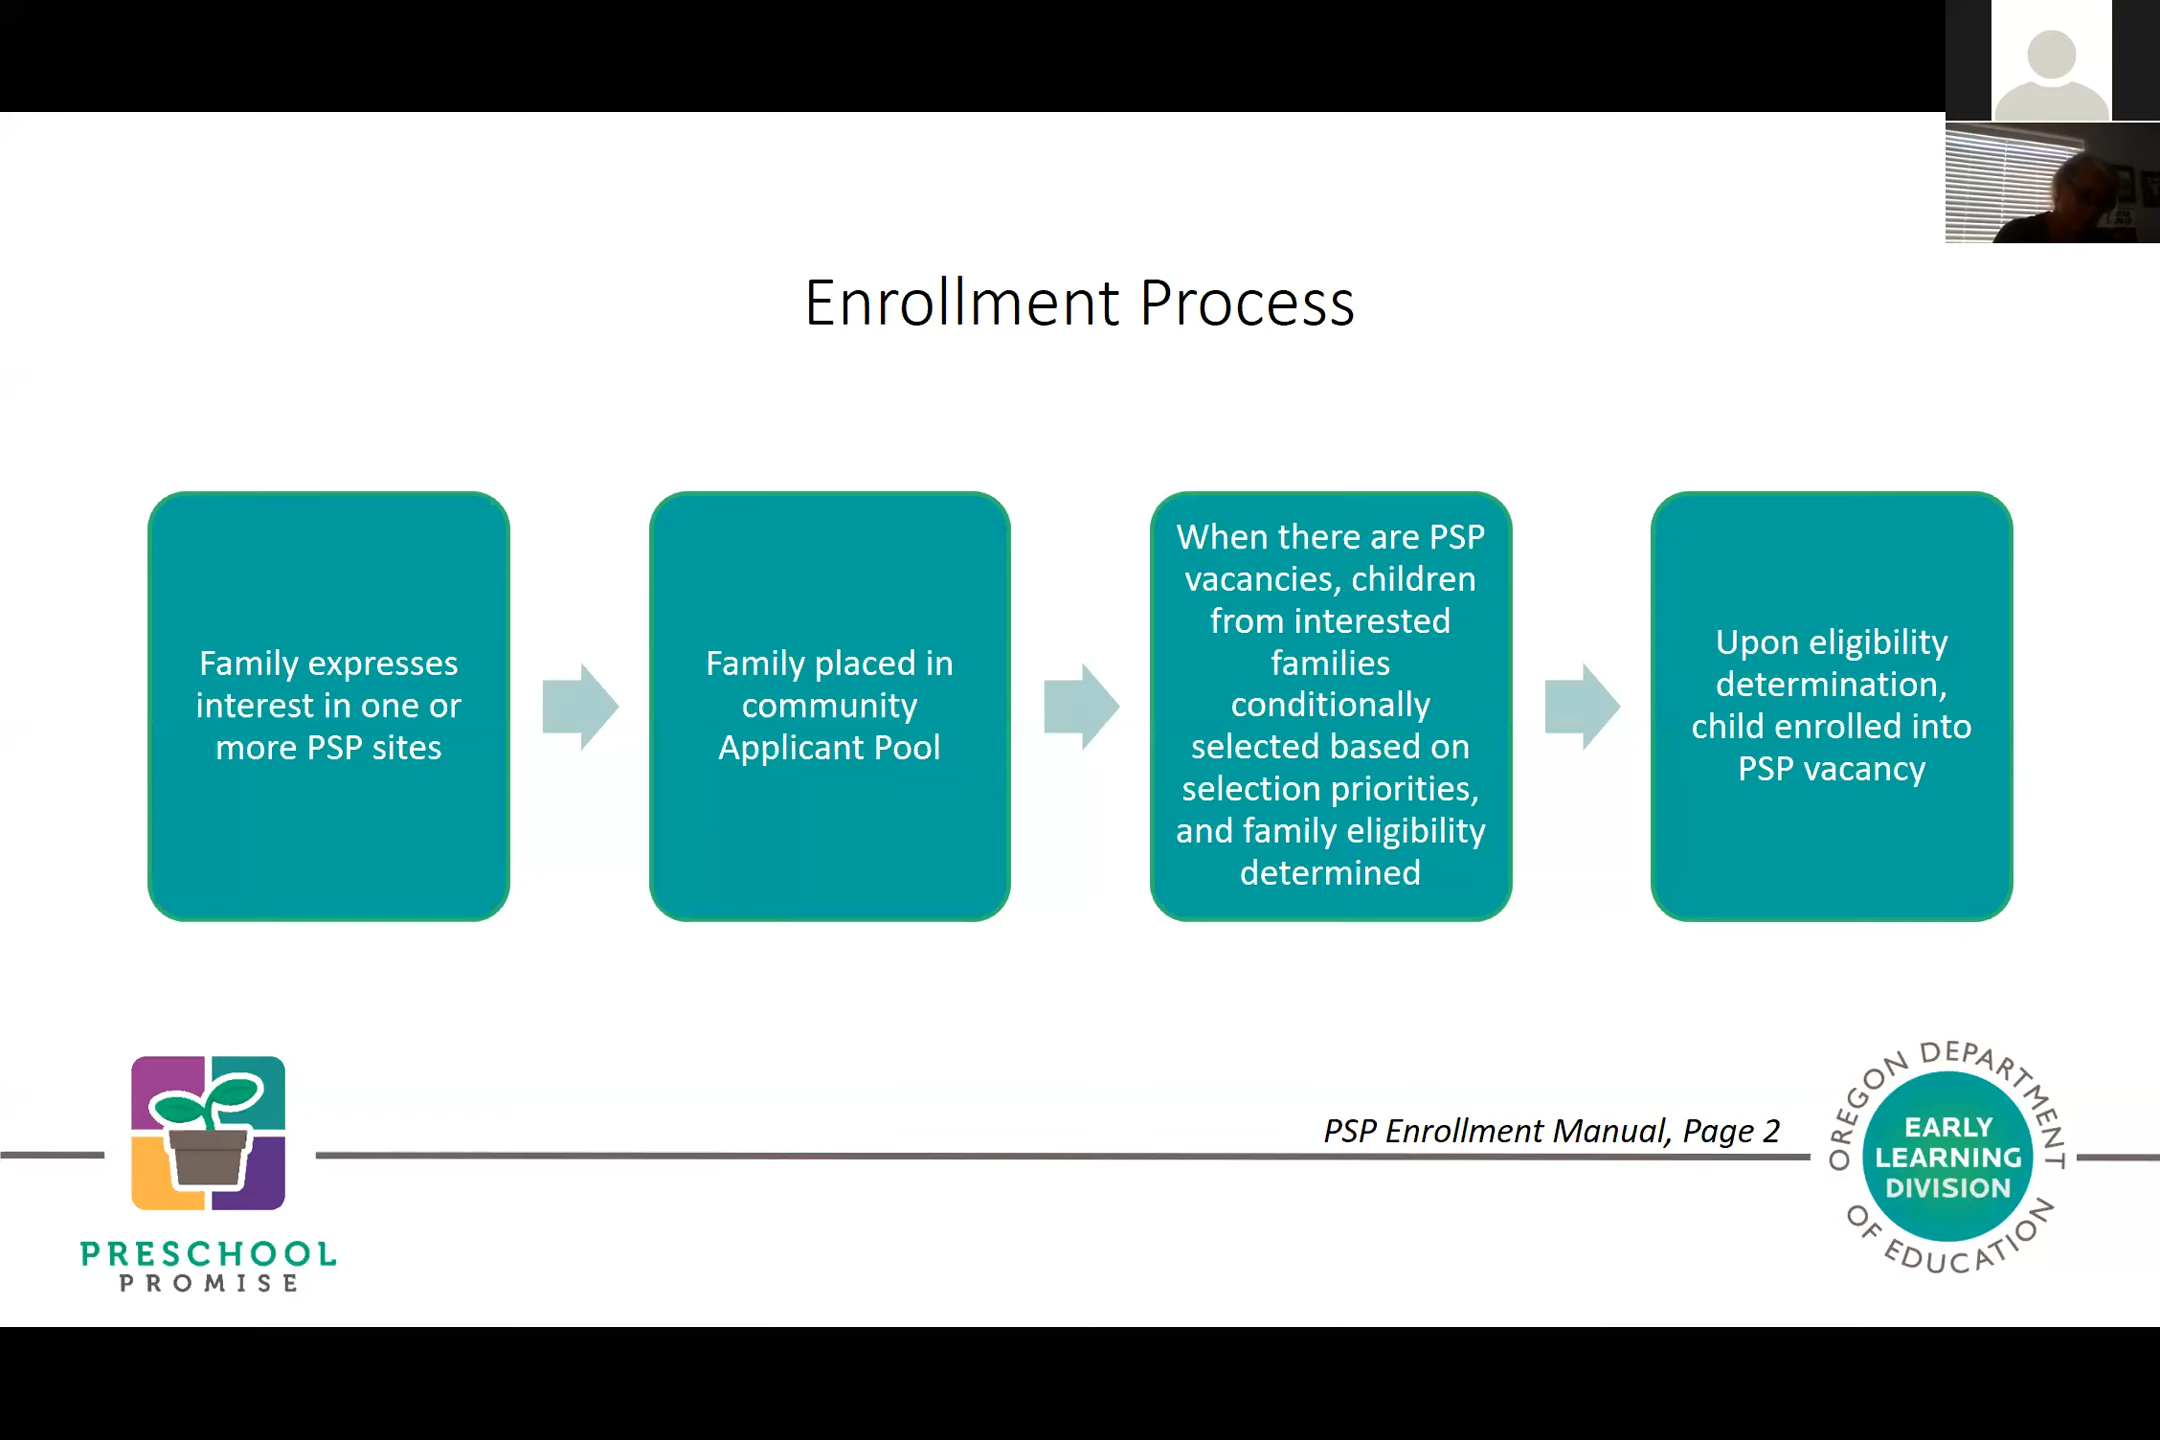 Enrollment Process
Family expresses
interest in one or
more PSP sites
Family placed in
community
Applicant Pool
When there are PSP
vacancies, children
from interested
families
conditionally
selected based on
selection priorities,
and family eligibility
determined
Upon eligibility
determination,
child enrolled into
PSP vacancy
PSP Enrollment Manual, Page 2
PRESCHOOL
PROMISE
OREGON DEPARTMENT
OF EDUCATION
EARLY
LEARNING
DIVISION